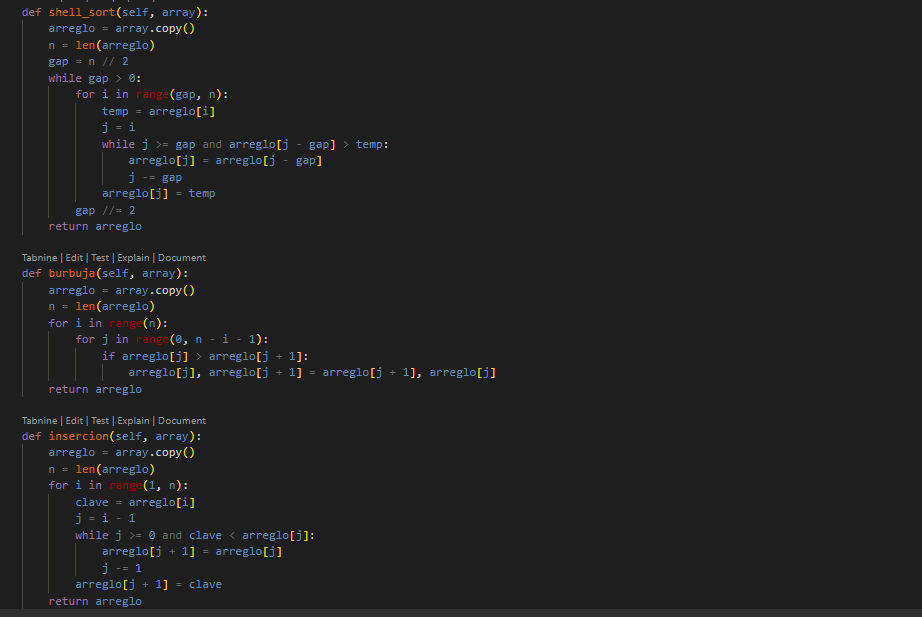 def shell_sort(self, array):
    arreglo = array.copy()
    n = len(arreglo)
    gap = n // 2
    while gap > 0:
        for i in range(gap, n):
            temp = arreglo[i]
            j = i
            while j >= gap and arreglo[j - gap] > temp:
                arreglo[j] = arreglo[j - gap]
                j -= gap
            arreglo[j] = temp
        gap //= 2
    return arreglo
Tabnine | Edit | Test | Explain | Document
def burbuja(self, array):
    arreglo = array.copy()
    n = len(arreglo)
    for i in range(n):
        for j in range(0, n - i - 1):
            if arreglo[j] > arreglo[j + 1]:
                arreglo[j], arreglo[j + 1] = arreglo[j + 1], arreglo[j]
    return arreglo
Tabnine | Edit | Test | Explain | Document
def insercion(self, array):
    arreglo = array.copy()
    n = len(arreglo)
    for i in range(1, n):
        clave = arreglo[i]
        j = i - 1
        while j >= 0 and clave < arreglo[j]:
            arreglo[j + 1] = arreglo[j]
            j -= 1
        arreglo[j + 1] = clave
    return arreglo